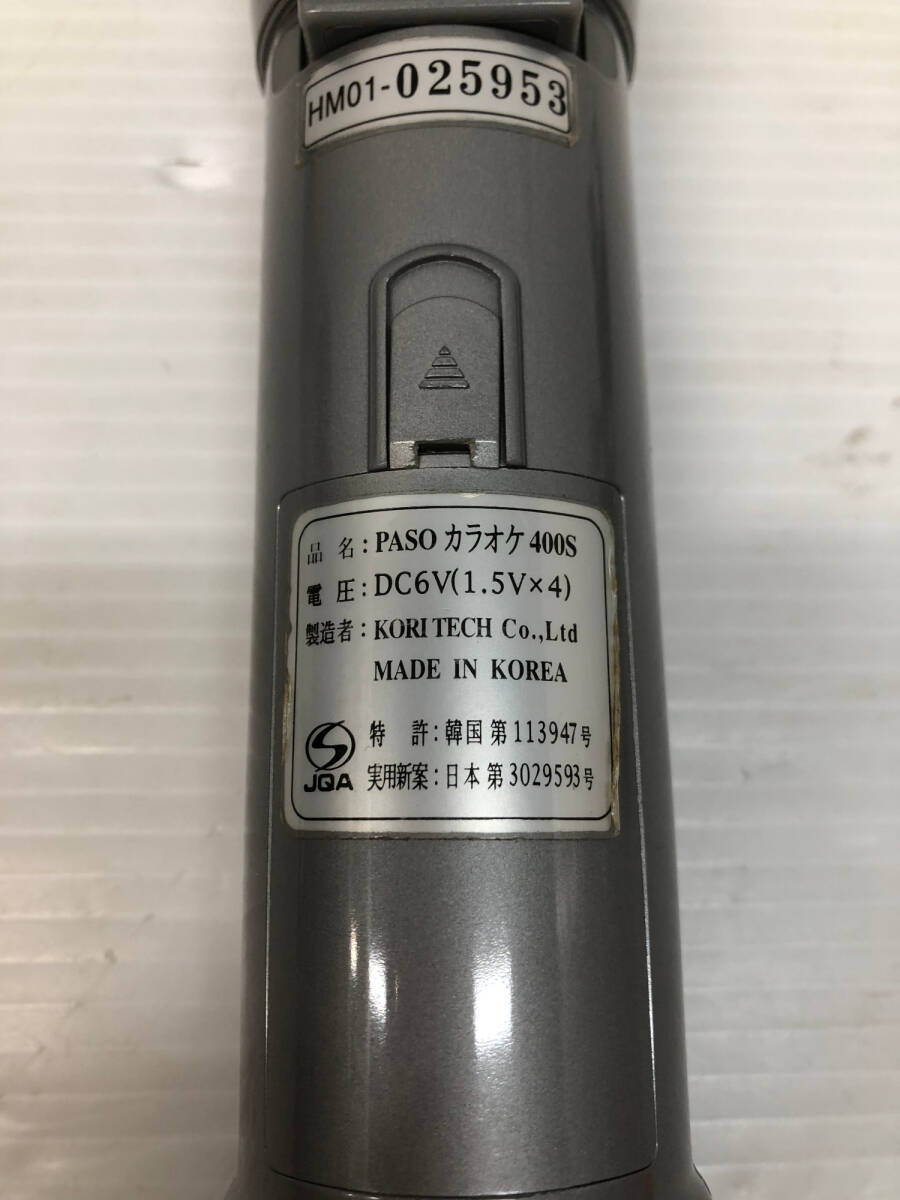 HM01-025953
品 名 : PASO カラオケ 400S
電 圧 : DC6V(1.5V×4)
製造者 : KORI TECH Co.,Ltd
MADE IN KOREA
JQA
特 許 : 韓国 第113947号
実用新案 : 日本 第3029593号